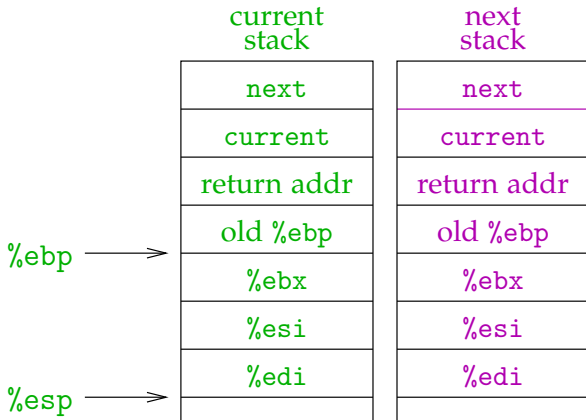 current
stack
next
stack
next
next
current
current
return addr
return addr
old %ebp
old %ebp
%ebp
%ebx
%ebx
%esi
%esi
%edi
%edi
%esp